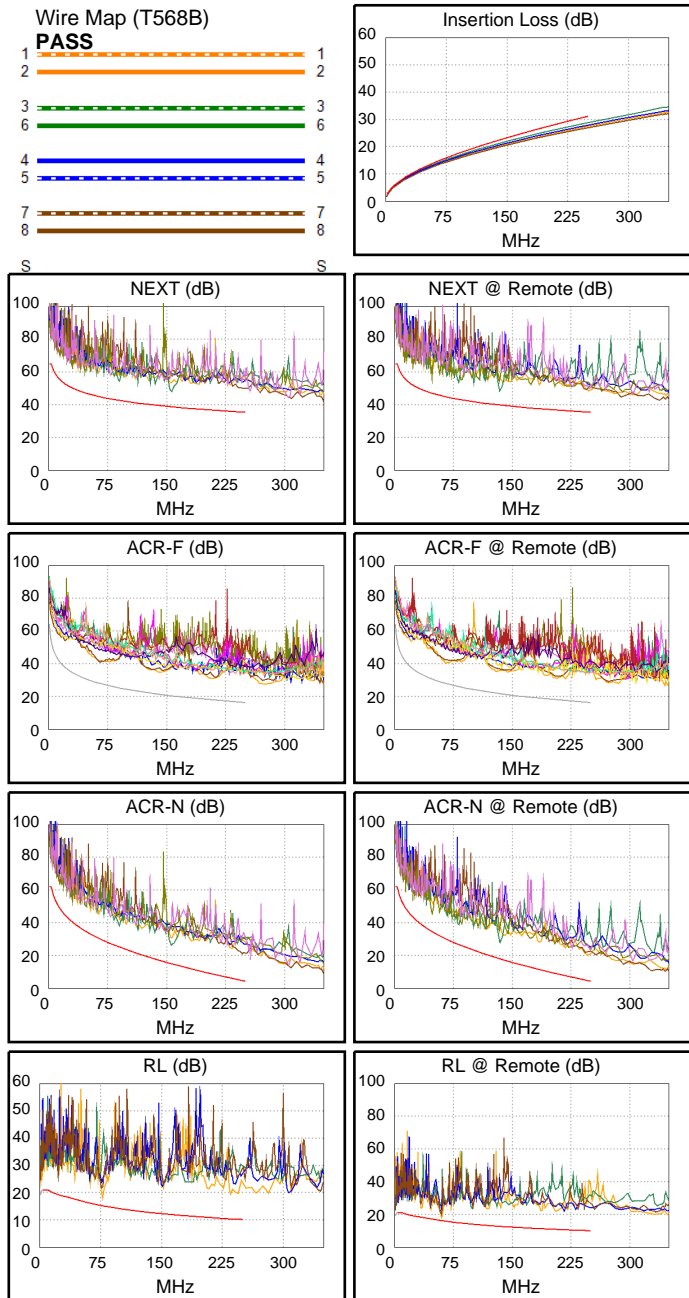 Wire Map (T568B)
PASS
1 1
2 2
3 3
6 6
4 4
5 5
7 7
8 8
S S
Insertion Loss (dB)
60
50
40
30
20
10
0
0 75 150 225 300
MHz
NEXT (dB)
100
80
60
40
20
0
0 75 150 225 300
MHz
NEXT @ Remote (dB)
100
80
60
40
20
0
0 75 150 225 300
MHz
ACR-F (dB)
100
80
60
40
20
0
0 75 150 225 300
MHz
ACR-F @ Remote (dB)
100
80
60
40
20
0
0 75 150 225 300
MHz
ACR-N (dB)
100
80
60
40
20
0
0 75 150 225 300
MHz
ACR-N @ Remote (dB)
100
80
60
40
20
0
0 75 150 225 300
MHz
RL (dB)
60
50
40
30
20
10
0
0 75 150 225 300
MHz
RL @ Remote (dB)
100
80
60
40
20
0
0 75 150 225 300
MHz